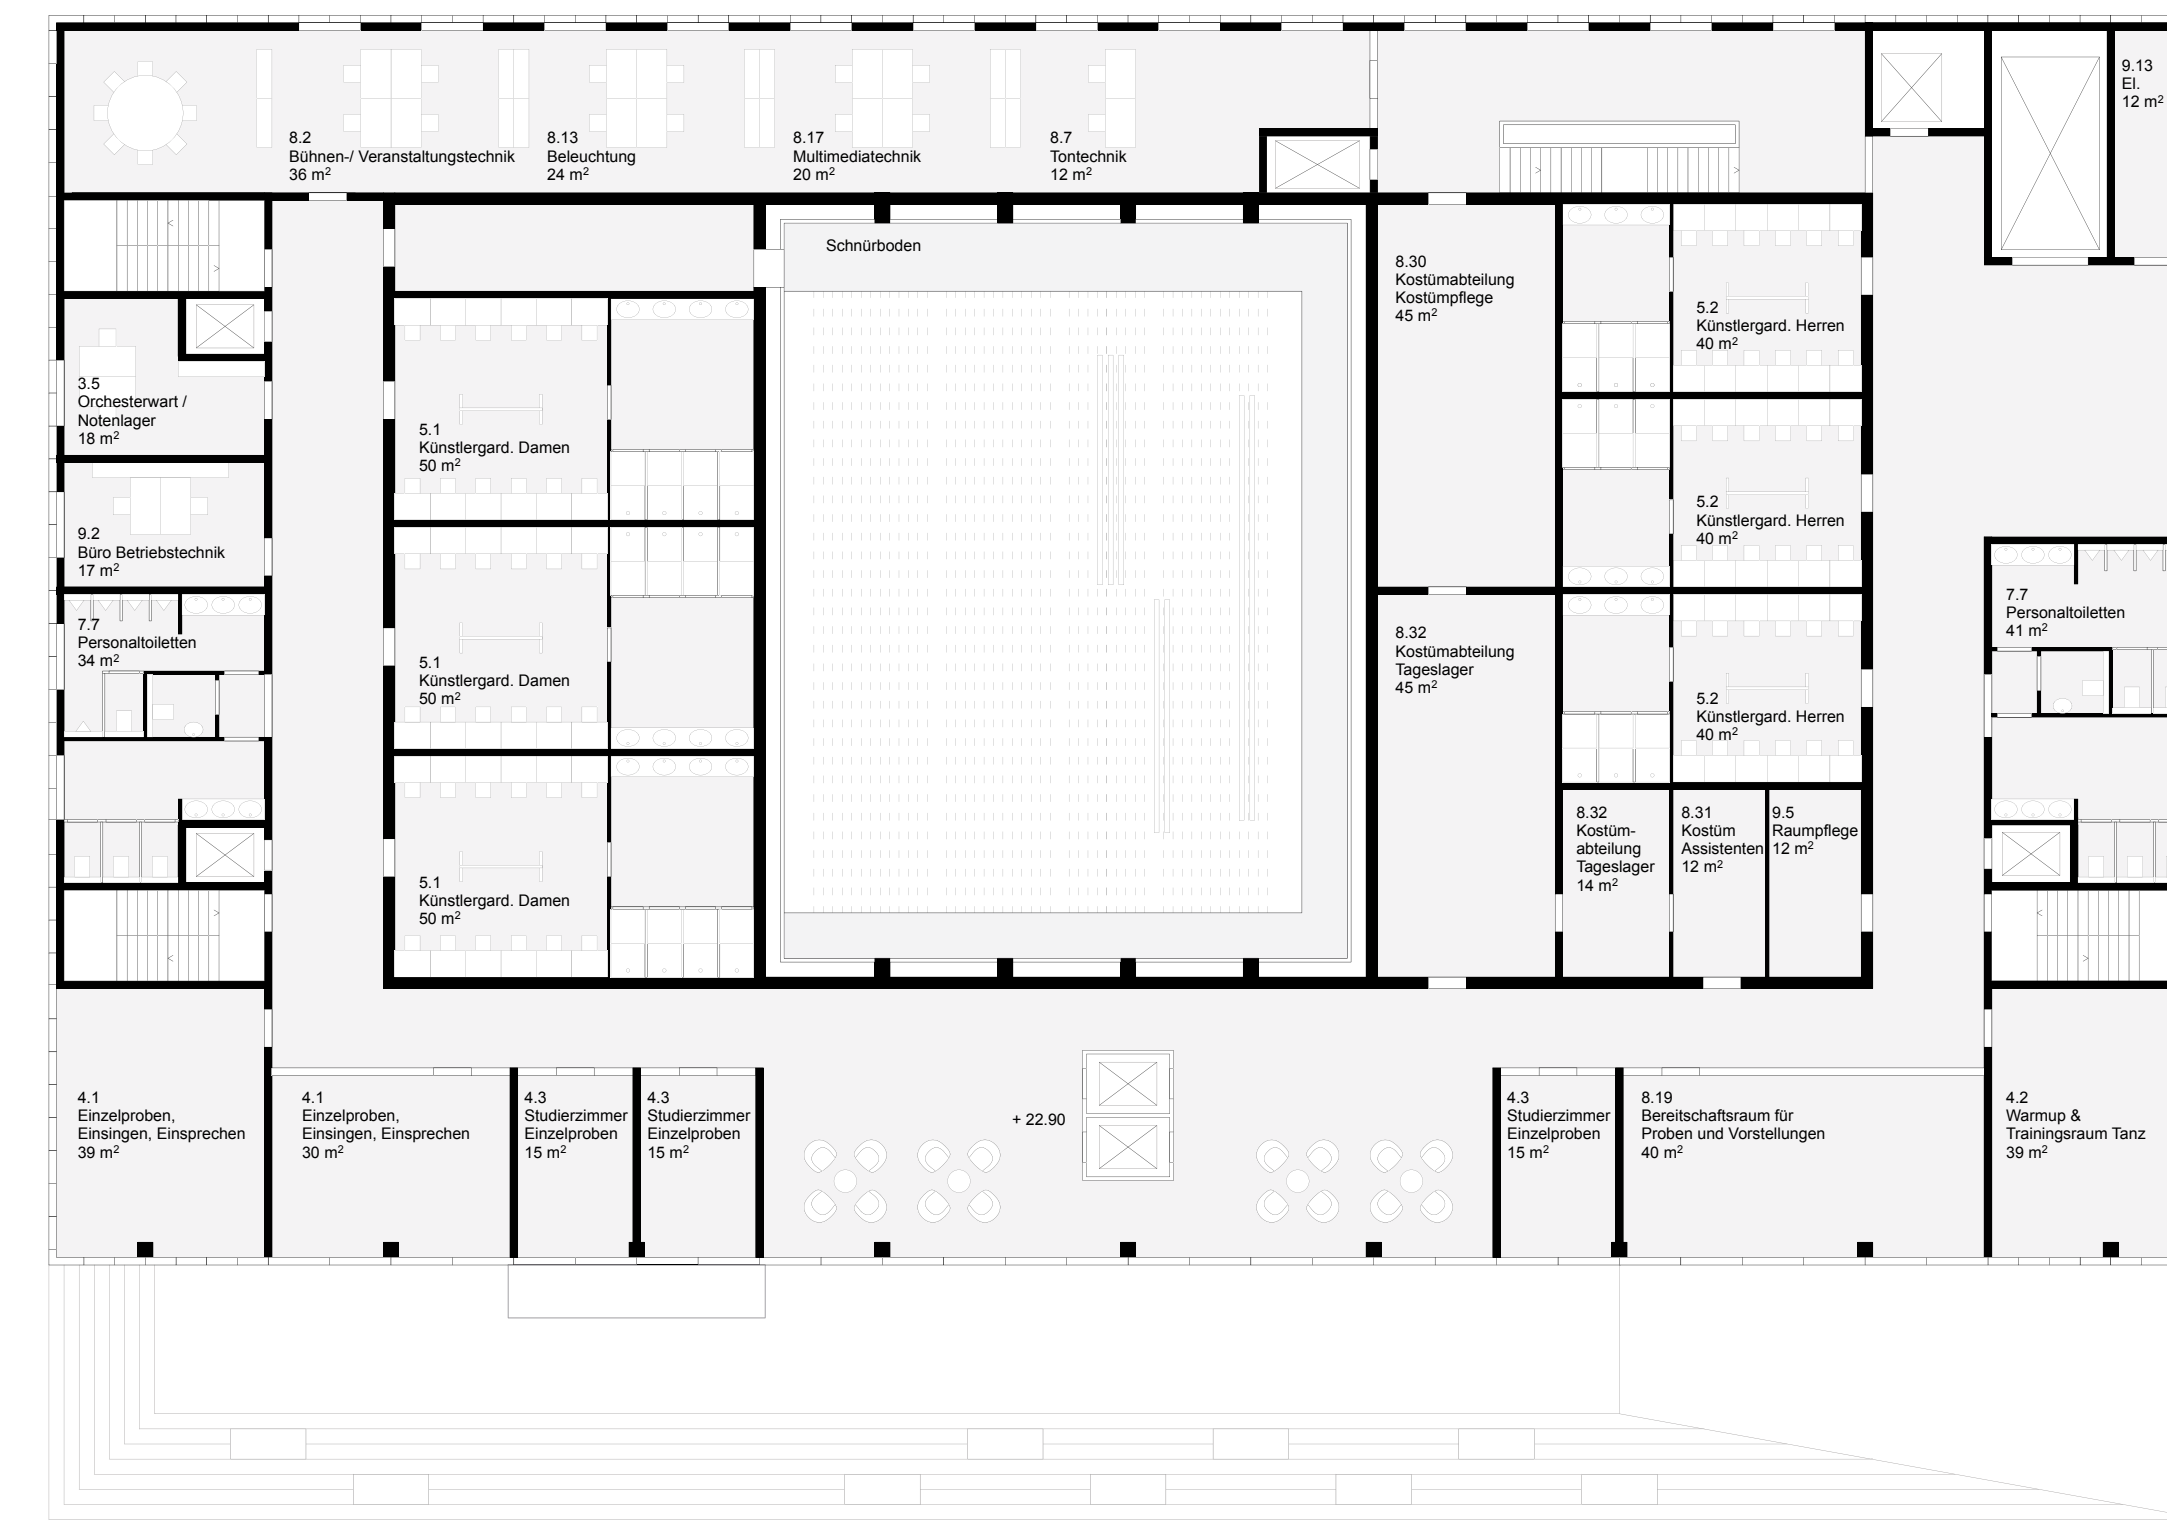 9.13
El.
12 m²
8.2
Bühnen-/ Veranstaltungstechnik
36 m²
8.13
Beleuchtung
24 m²
8.17
Multimediatechnik
20 m²
8.7
Tontechnik
12 m²
Schnürboden
8.30
Kostümabteilung
Kostümpflege
45 m²
5.2
Künstlergard. Herren
40 m²
3.5
Orchesterwart /
Notenlager
18 m²
5.1
Künstlergard. Damen
50 m²
5.2
Künstlergard. Herren
40 m²
9.2
Büro Betriebstechnik
17 m²
7.7
Personaltoiletten
34 m²
5.1
Künstlergard. Damen
50 m²
8.32
Kostümabteilung
Tageslager
45 m²
5.2
Künstlergard. Herren
40 m²
7.7
Personaltoiletten
41 m²
5.1
Künstlergard. Damen
50 m²
8.32
Kostüm-
abteilung
Tageslager
14 m²
8.31
Kostüm
Assistenten
12 m²
9.5
Raumpflege
12 m²
4.1
Einzelproben,
Einsingen, Einsprechen
39 m²
4.1
Einzelproben,
Einsingen, Einsprechen
30 m²
4.3
Studierzimmer
Einzelproben
15 m²
4.3
Studierzimmer
Einzelproben
15 m²
+ 22.90
4.3
Studierzimmer
Einzelproben
15 m²
8.19
Bereitschaftsraum für
Proben und Vorstellungen
40 m²
4.2
Warmup &
Trainingsraum Tanz
39 m²